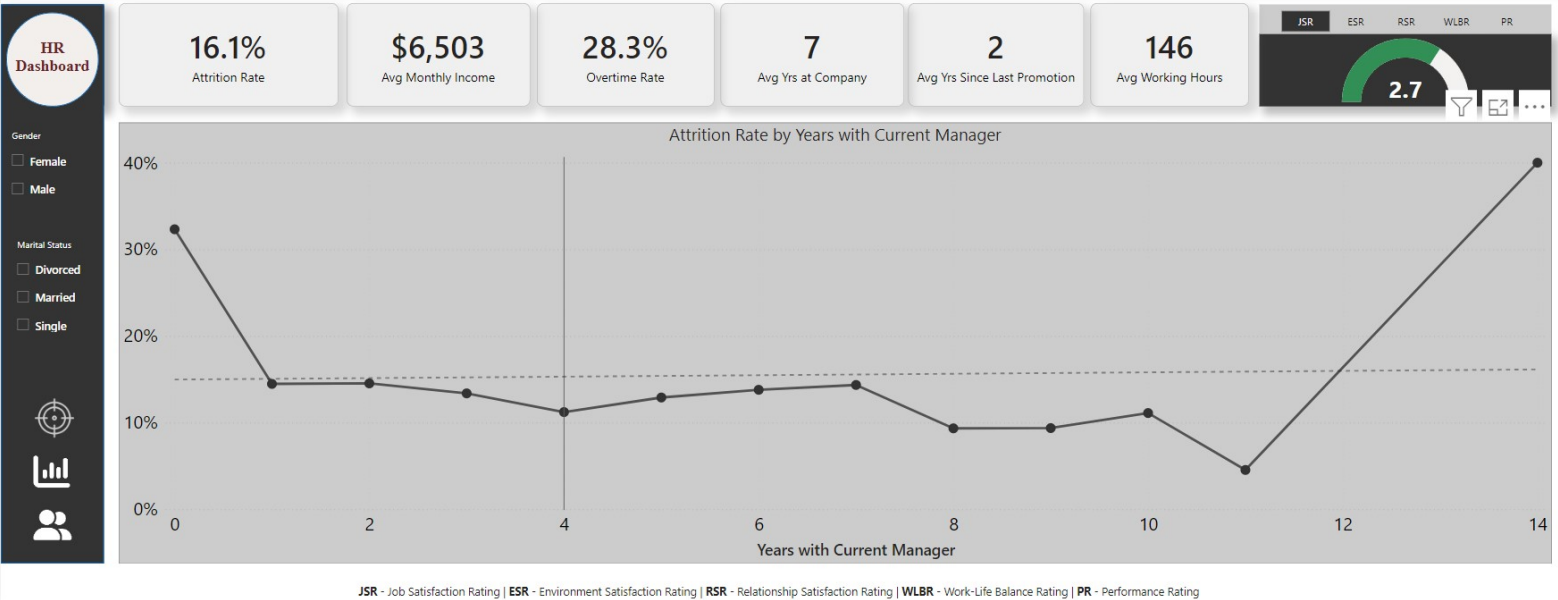 HR
Dashboard
Gender
Female
Male
Marital Status
Divorced
Married
Single
16.1%
Attrition Rate
$6,503
Avg Monthly Income
28.3%
Overtime Rate
7
Avg Yrs at Company
2
Avg Yrs Since Last Promotion
146
Avg Working Hours
JSR ESR RSR WLBR PR
2.7
Attrition Rate by Years with Current Manager
40%
30%
20%
10%
0%
0 2 4 6 8 10 12 14
Years with Current Manager
JSR - Job Satisfaction Rating | ESR - Environment Satisfaction Rating | RSR - Relationship Satisfaction Rating | WLBR - Work-Life Balance Rating | PR - Performance Rating